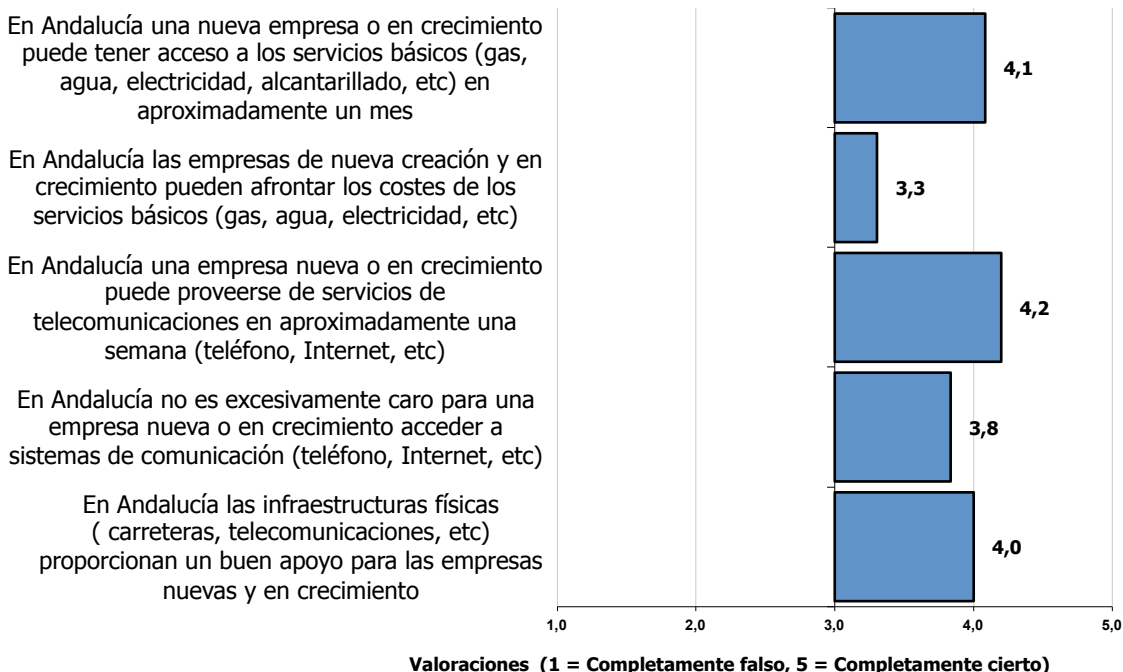 En Andalucía una nueva empresa o en crecimiento
puede tener acceso a los servicios básicos (gas,
agua, electricidad, alcantarillado, etc) en
aproximadamente un mes
4,1
En Andalucía las empresas de nueva creación y en
crecimiento pueden afrontar los costes de los
servicios básicos (gas, agua, electricidad, etc)
3,3
En Andalucía una empresa nueva o en crecimiento
puede proveerse de servicios de
telecomunicaciones en aproximadamente una
semana (teléfono, Internet, etc)
4,2
En Andalucía no es excesivamente caro para una
empresa nueva o en crecimiento acceder a
sistemas de comunicación (teléfono, Internet, etc)
3,8
En Andalucía las infraestructuras físicas
( carreteras, telecomunicaciones, etc)
proporcionan un buen apoyo para las empresas
nuevas y en crecimiento
4,0
1,0 2,0 3,0 4,0 5,0
Valoraciones (1 = Completamente falso, 5 = Completamente cierto)